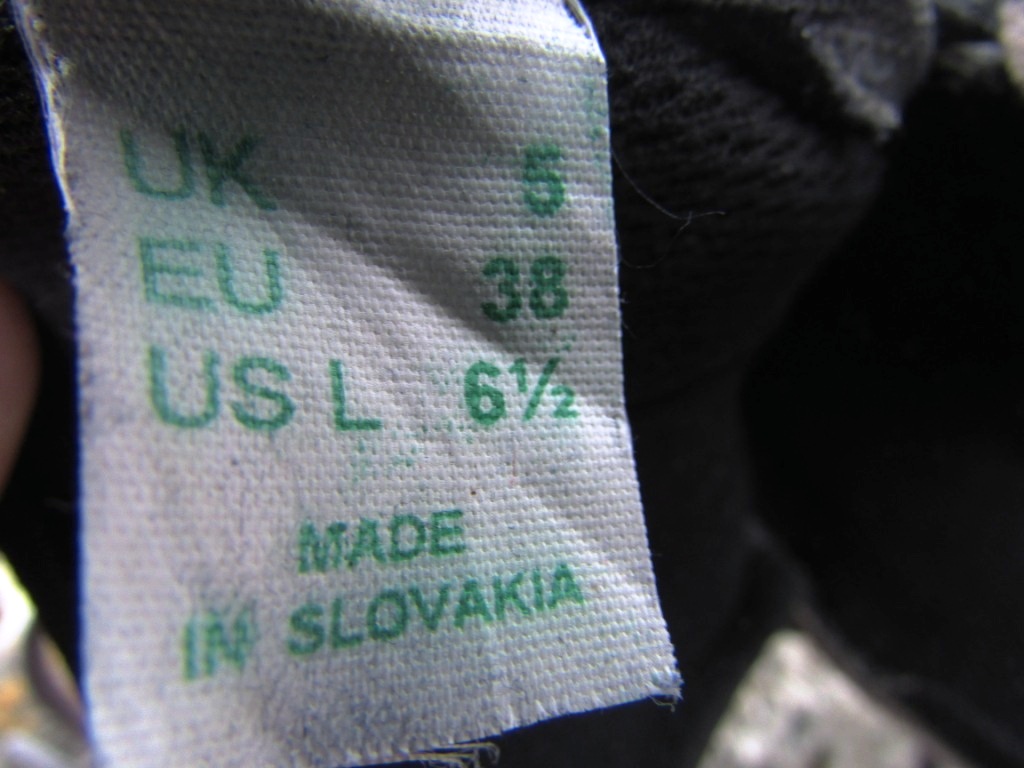 UK 5
EU 38
US L 6½
MADE
IN SLOVAKIA